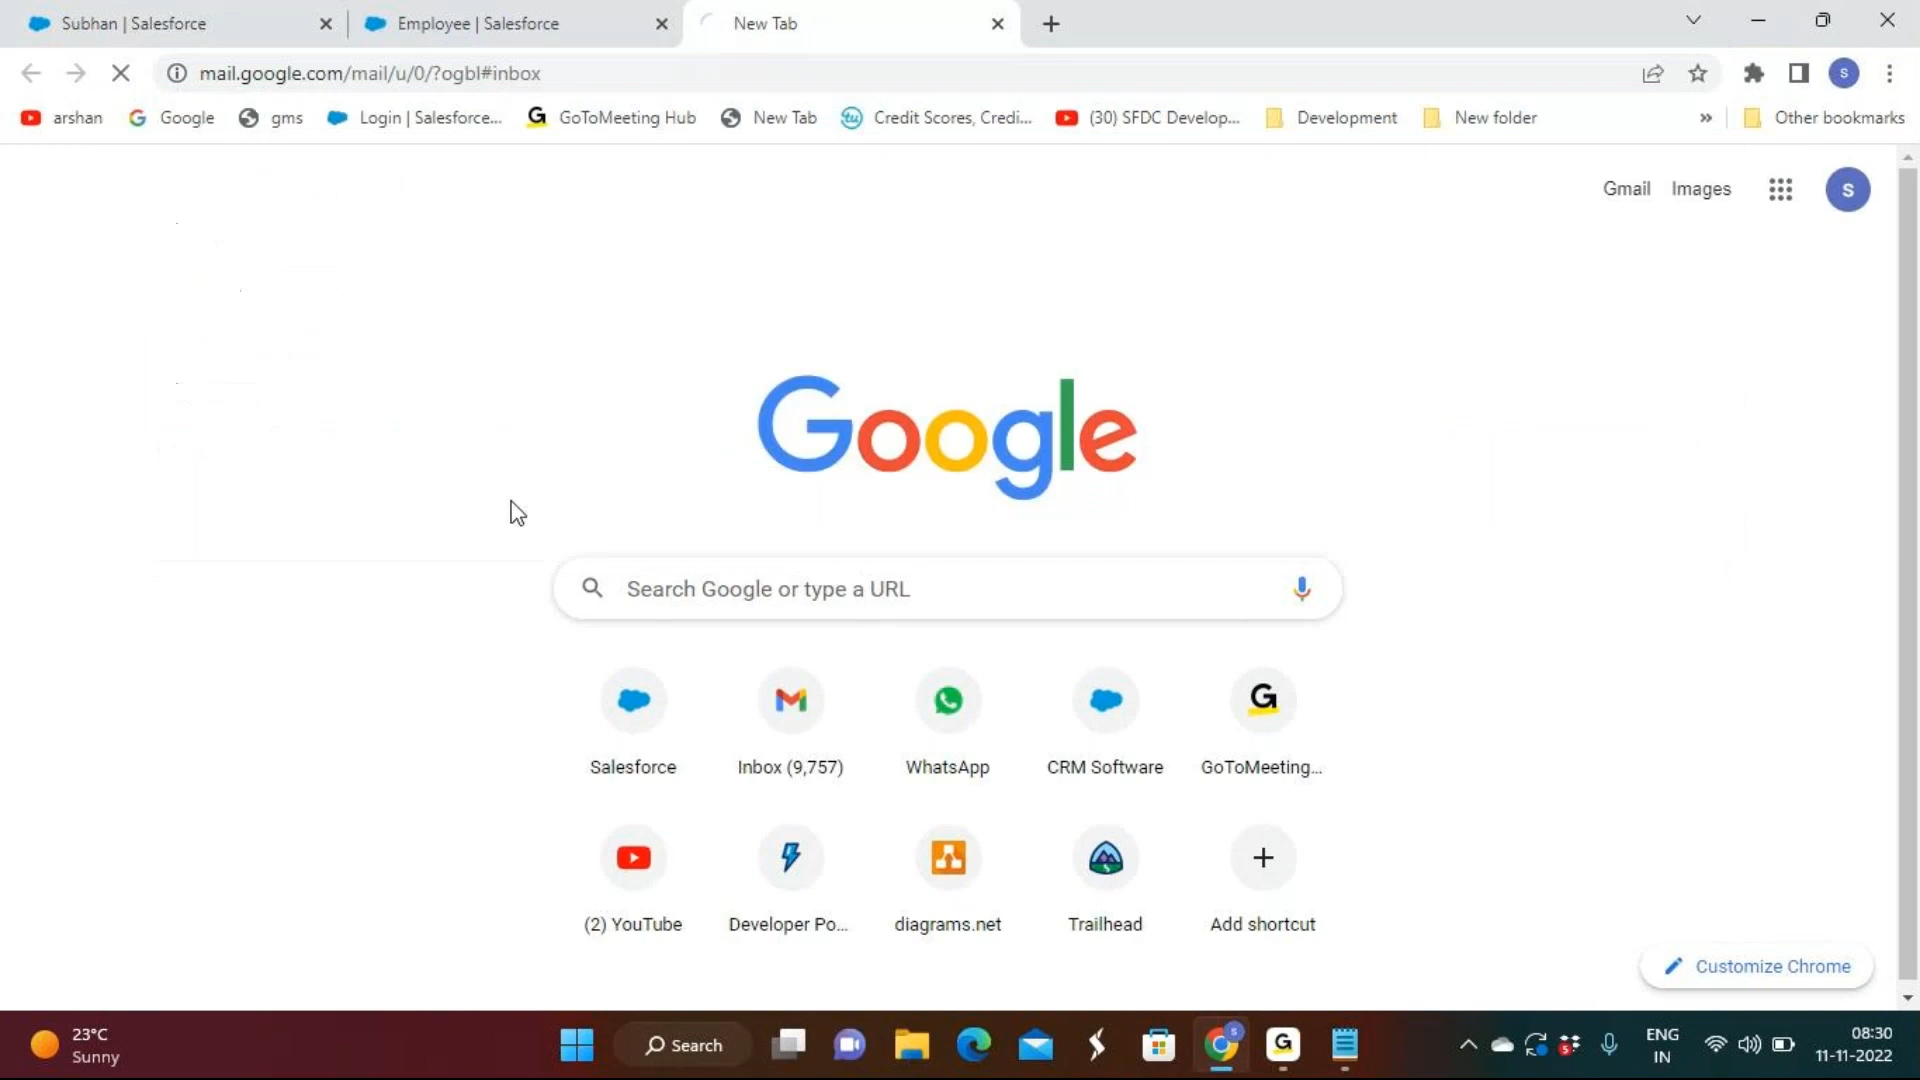 Subhan | Salesforce
Employee | Salesforce
New Tab
mail.google.com/mail/u/0/?ogbl#inbox
S
arshan
Google
gms
Login | Salesforce...
G
GoToMeeting Hub
New Tab
tu
Credit Scores, Credi...
(30) SFDC Develop...
Development
New folder
»
Other bookmarks
Gmail
Images
S
Google
Search Google or type a URL
Salesforce
Inbox (9,757)
WhatsApp
CRM Software
G
GoToMeeting...
(2) YouTube
Developer Po...
diagrams.net
Trailhead
Add shortcut
Customize Chrome
23°C
Sunny
Search
S
G
5
ENG
IN
08:30
11-11-2022